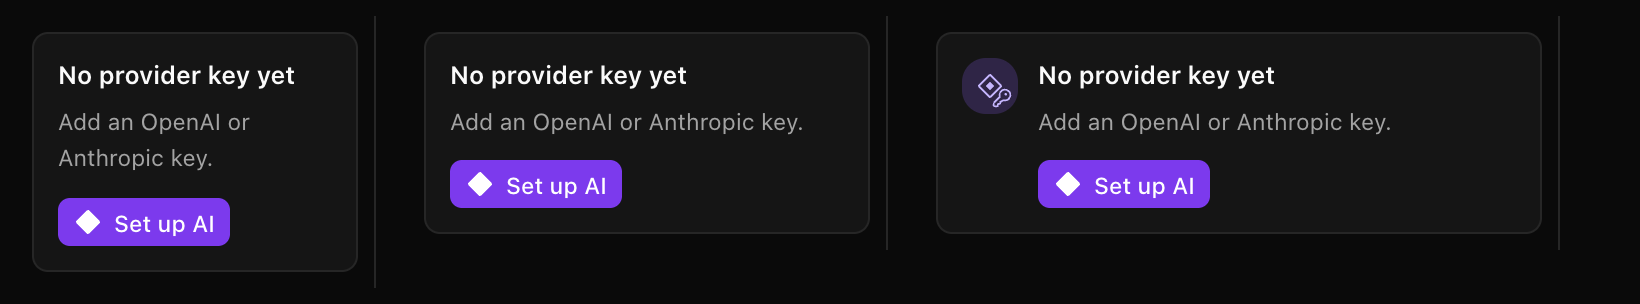 No provider key yet
Add an OpenAI or
Anthropic key.
Set up AI
No provider key yet
Add an OpenAI or Anthropic key.
Set up AI
No provider key yet
Add an OpenAI or Anthropic key.
Set up AI